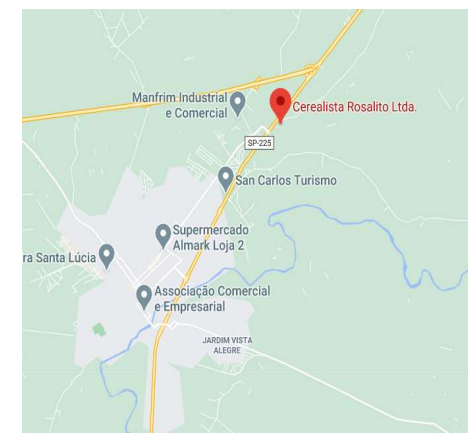 Manfrim Industrial
e Comercial
Cerealista Rosalito Ltda.
SP-225
San Carlos Turismo
Supermercado
Almark Loja 2
ra Santa Lúcia
Associação Comercial
e Empresarial
JARDIM VISTA
ALEGRE